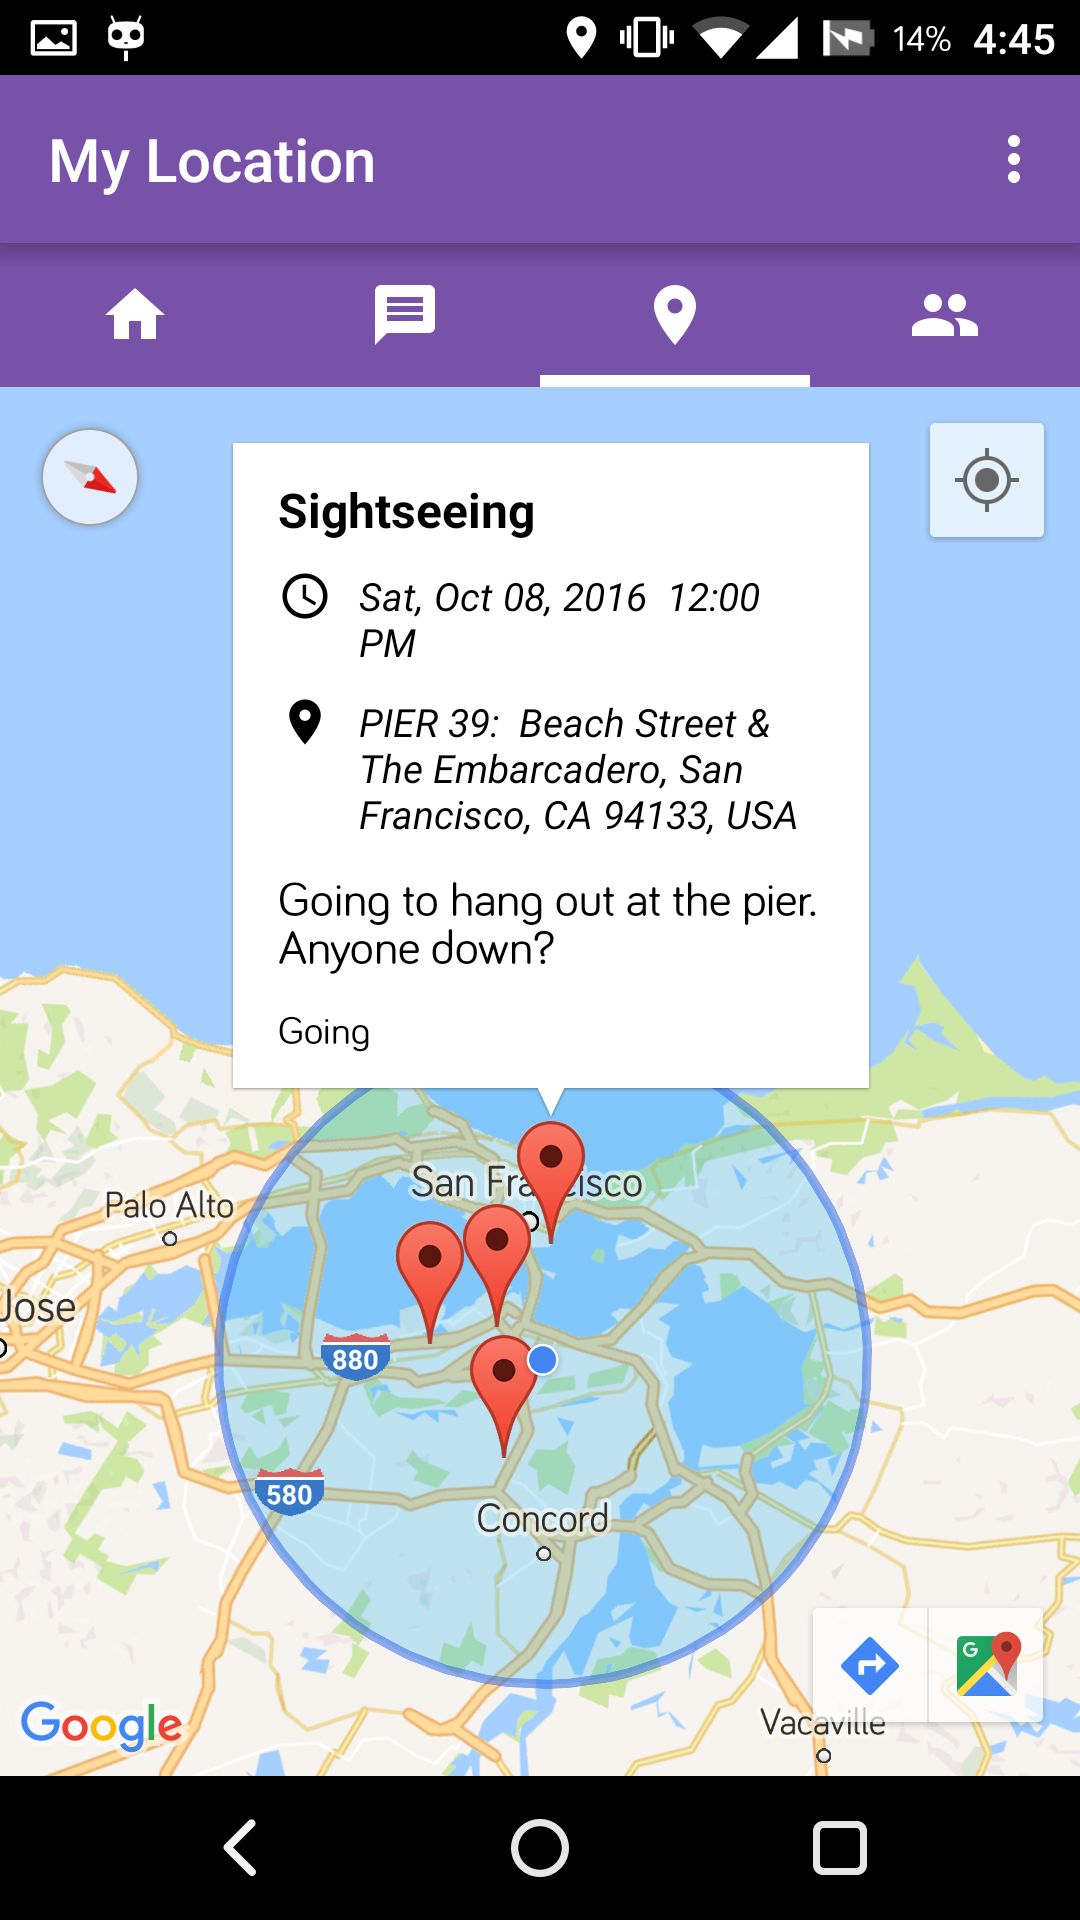 14% 4:45
My Location
Sightseeing
Sat, Oct 08, 2016 12:00
PM
PIER 39: Beach Street &
The Embarcadero, San
Francisco, CA 94133, USA
Going to hang out at the pier.
Anyone down?
Going
San Fra cisco
Palo Alto
Jose
880
580
Concord
G
Vacaville
Google